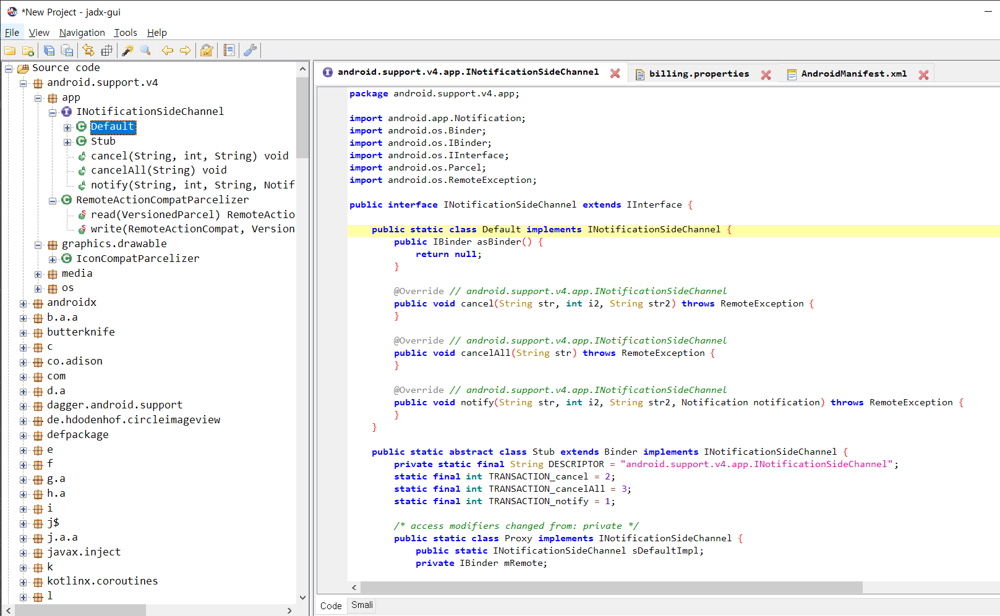 *New Project - jadx-gui
File View Navigation Tools Help
Source code
android.support.v4
app
INotificationSideChannel
Default
Stub
cancel(String, int, String) void
cancelAll(String) void
notify(String, int, String, Notif
RemoteActionCompatParcelizer
read(VersionedParcel) RemoteActio
write(RemoteActionCompat, Version
graphics.drawable
IconCompatParcelizer
media
os
androidx
b.a.a
butterknife
c
co.adison
com
d.a
dagger.android.support
de.hdodenhof.circleimageview
defpackage
e
f
g.a
h.a
i
j$
j.a.a
javax.inject
k
kotlinx.coroutines
l
android.support.v4.app.INotificationSideChannel billing.properties AndroidManifest.xml
package android.support.v4.app;
import android.app.Notification;
import android.os.Binder;
import android.os.IBinder;
import android.os.IInterface;
import android.os.Parcel;
import android.os.RemoteException;
public interface INotificationSideChannel extends IInterface {
public static class Default implements INotificationSideChannel {
public IBinder asBinder() {
return null;
}
@Override // android.support.v4.app.INotificationSideChannel
public void cancel(String str, int i2, String str2) throws RemoteException {
}
@Override // android.support.v4.app.INotificationSideChannel
public void cancelAll(String str) throws RemoteException {
}
@Override // android.support.v4.app.INotificationSideChannel
public void notify(String str, int i2, String str2, Notification notification) throws RemoteException {
}
}
public static abstract class Stub extends Binder implements INotificationSideChannel {
private static final String DESCRIPTOR = "android.support.v4.app.INotificationSideChannel";
static final int TRANSACTION_cancel = 2;
static final int TRANSACTION_cancelAll = 3;
static final int TRANSACTION_notify = 1;
/* access modifiers changed from: private */
public static class Proxy implements INotificationSideChannel {
public static INotificationSideChannel sDefaultImpl;
private IBinder mRemote;
Code Smali